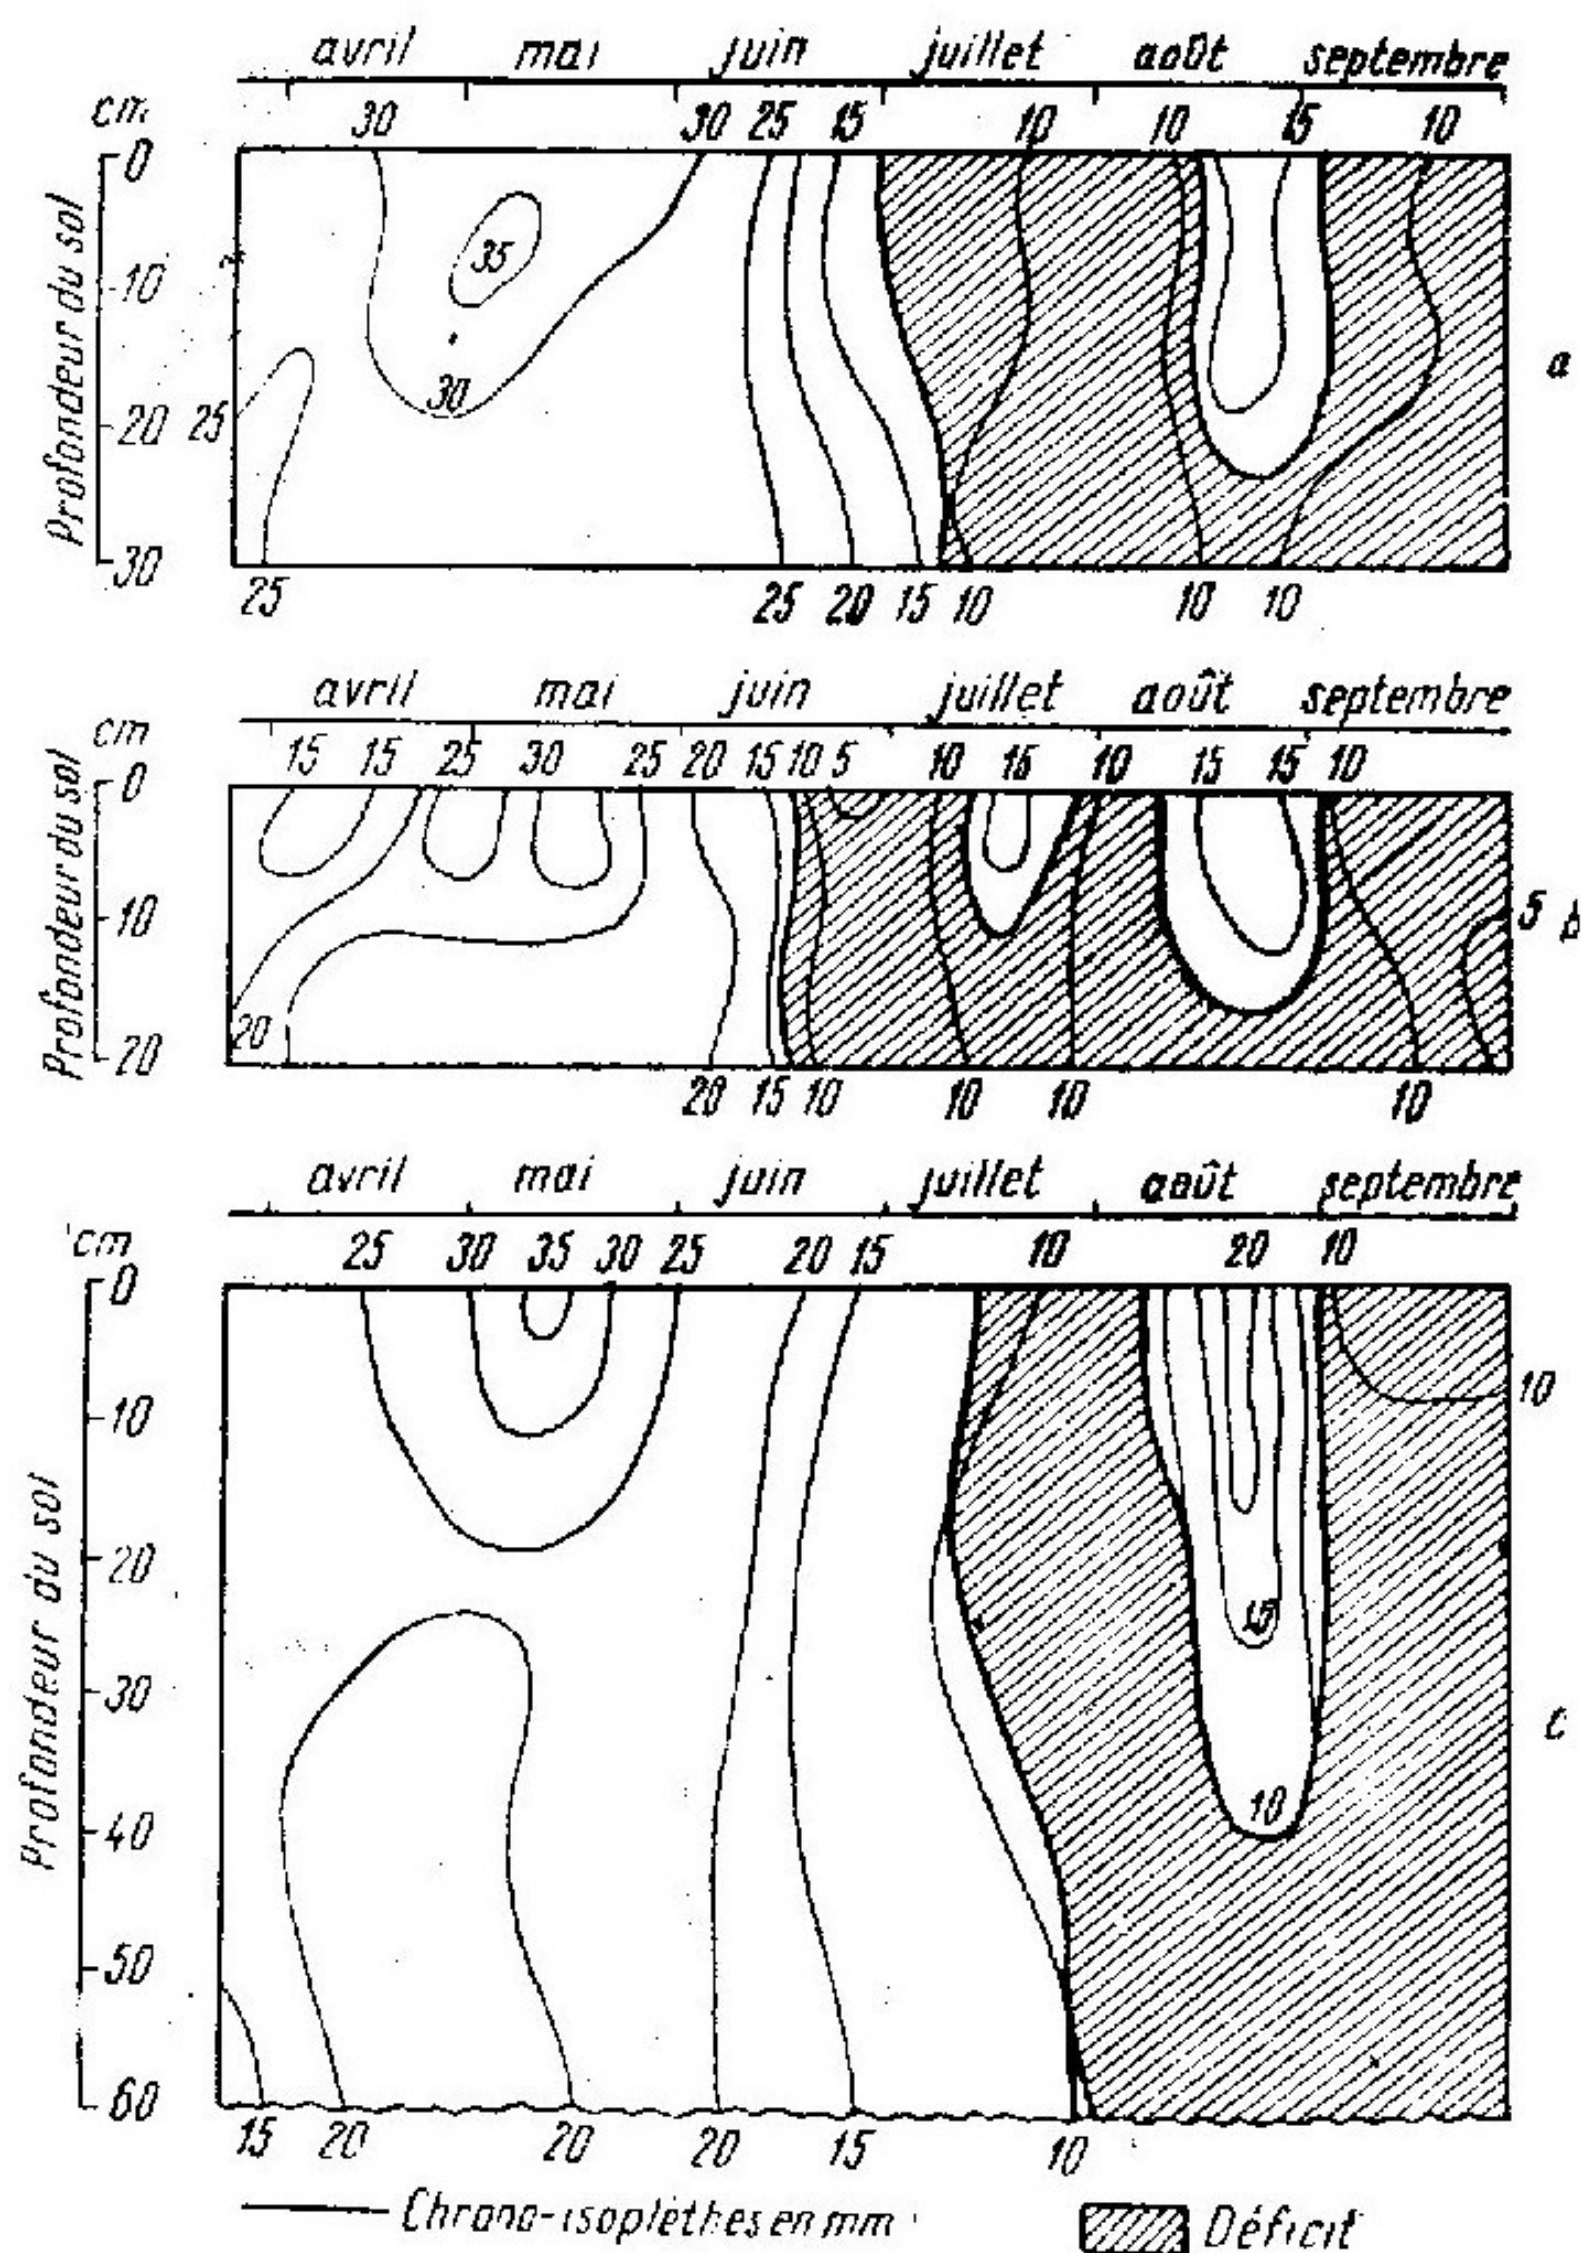 avril mai juin juillet août septembre
cm 30 30 25 15 10 10 15 10
0
35
10
30
20 25
30
Profondeur du sol
a
25 25 20 15 10 10 10
avril mai juin juillet août septembre
cm 15 15 25 30 25 20 15 10 5 10 15 10 15 15 10
0
10
5 b
20
20
Profondeur du sol
20 15 10 10 10 10
avril mai juin juillet août septembre
cm 25 30 35 30 25 20 15 10 20 10
0
10
10
20
15
30
c
10
40
50
60
Profondeur du sol
15 20 20 20 15 10
Chrono-isoplèthes en mm Déficit